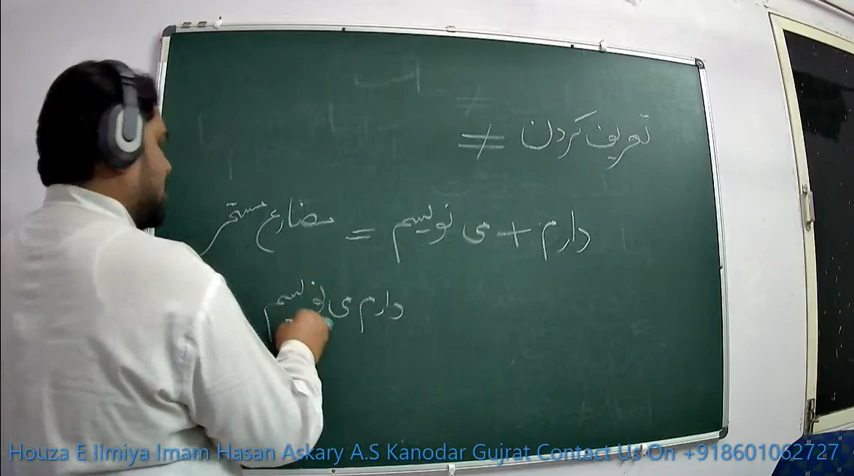 تعریف کردن ≠
دارم + می نویسم = مضارع مستمر
دارم می نویسم
Houza E Ilmiya Imam Hasan Askary A.S Kanodar Gujrat Contact Us On +918601062727